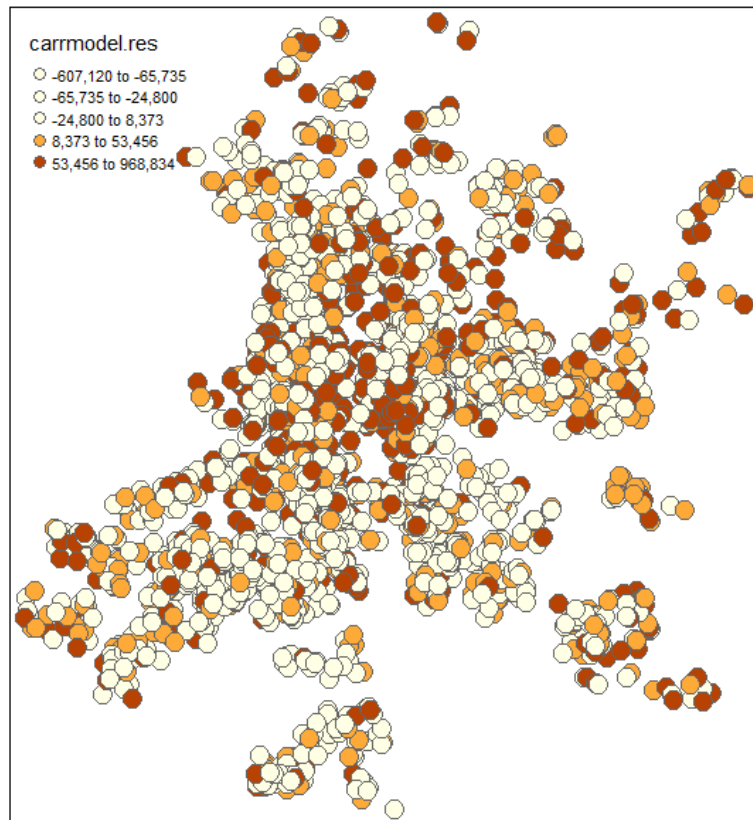 carrmodel.res
-607,120 to -65,735
-65,735 to -24,800
-24,800 to 8,373
8,373 to 53,456
53,456 to 968,834